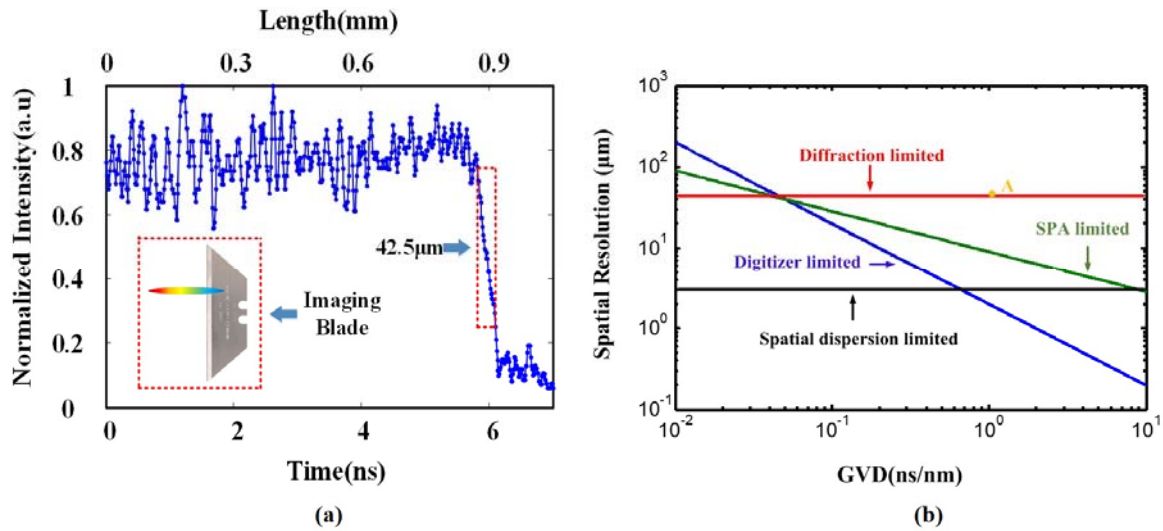 Length(mm)
0 0.3 0.6 0.9
Normalized Intensity(a.u)
1
0.8
0.6
0.4
0.2
0
42.5μm
Imaging
Blade
0 2 4 6
Time(ns)
(a)
Spatial Resolution (μm)
10³
10²
10¹
10⁰
10⁻¹
Diffraction limited
A
SPA limited
Digitizer limited
Spatial dispersion limited
10⁻² 10⁻¹ 10⁰ 10¹
GVD(ns/nm)
(b)